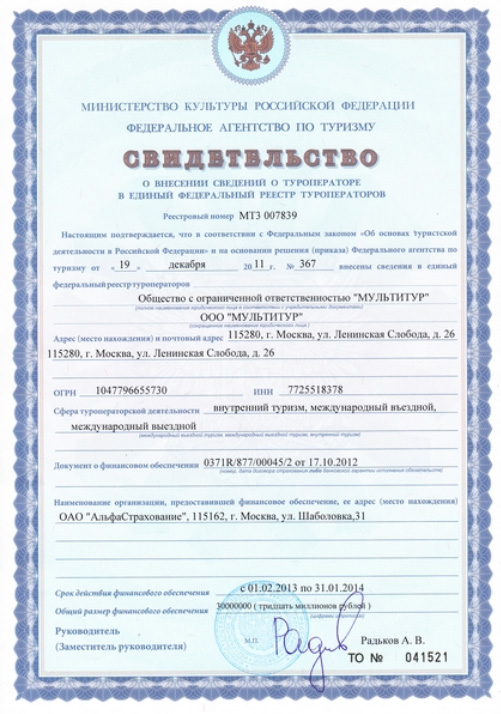 МИНИСТЕРСТВО КУЛЬТУРЫ РОССИЙСКОЙ ФЕДЕРАЦИИ
ФЕДЕРАЛЬНОЕ АГЕНТСТВО ПО ТУРИЗМУ
СВИДЕТЕЛЬСТВО
О ВНЕСЕНИИ СВЕДЕНИЙ О ТУРОПЕРАТОРЕ
В ЕДИНЫЙ ФЕДЕРАЛЬНЫЙ РЕЕСТР ТУРОПЕРАТОРОВ
Реестровый номер МТ3 007839
Настоящим подтверждается, что в соответствии с Федеральным законом «Об основах туристской
деятельности в Российской Федерации» и на основании решения (приказа) Федерального агентства по
туризму от «19» декабря 2011 г. № 367 внесены сведения в единый
федеральный реестр туроператоров
Общество с ограниченной ответственностью "МУЛЬТИТУР"
(полное наименование юридического лица в соответствии с учредительными документами)
ООО "МУЛЬТИТУР"
(сокращенное наименование юридического лица)
Адрес (место нахождения) и почтовый адрес 115280, г. Москва, ул. Ленинская Слобода, д. 26
115280, г. Москва, ул. Ленинская Слобода, д. 26
ОГРН 1047796655730 ИНН 7725518378
Сфера туроператорской деятельности внутренний туризм, международный въездной,
международный выездной
(международный въездной туризм, международный выездной туризм, внутренний туризм)
Документ о финансовом обеспечении 0371R/877/00045/2 от 17.10.2012
(номер, дата договора страхования либо банковской гарантии исполнения обязательств)
Наименование организации, предоставившей финансовое обеспечение, ее адрес (место нахождения)
ОАО "АльфаСтрахование", 115162, г. Москва, ул. Шаболовка,31
Срок действия финансового обеспечения с 01.02.2013 по 31.01.2014
Общий размер финансового обеспечения 30000000 ( тридцать миллионов рублей )
(цифрами и прописью)
Руководитель
(Заместитель руководителя) М.П. Радьков А. В.
ТО № 041521